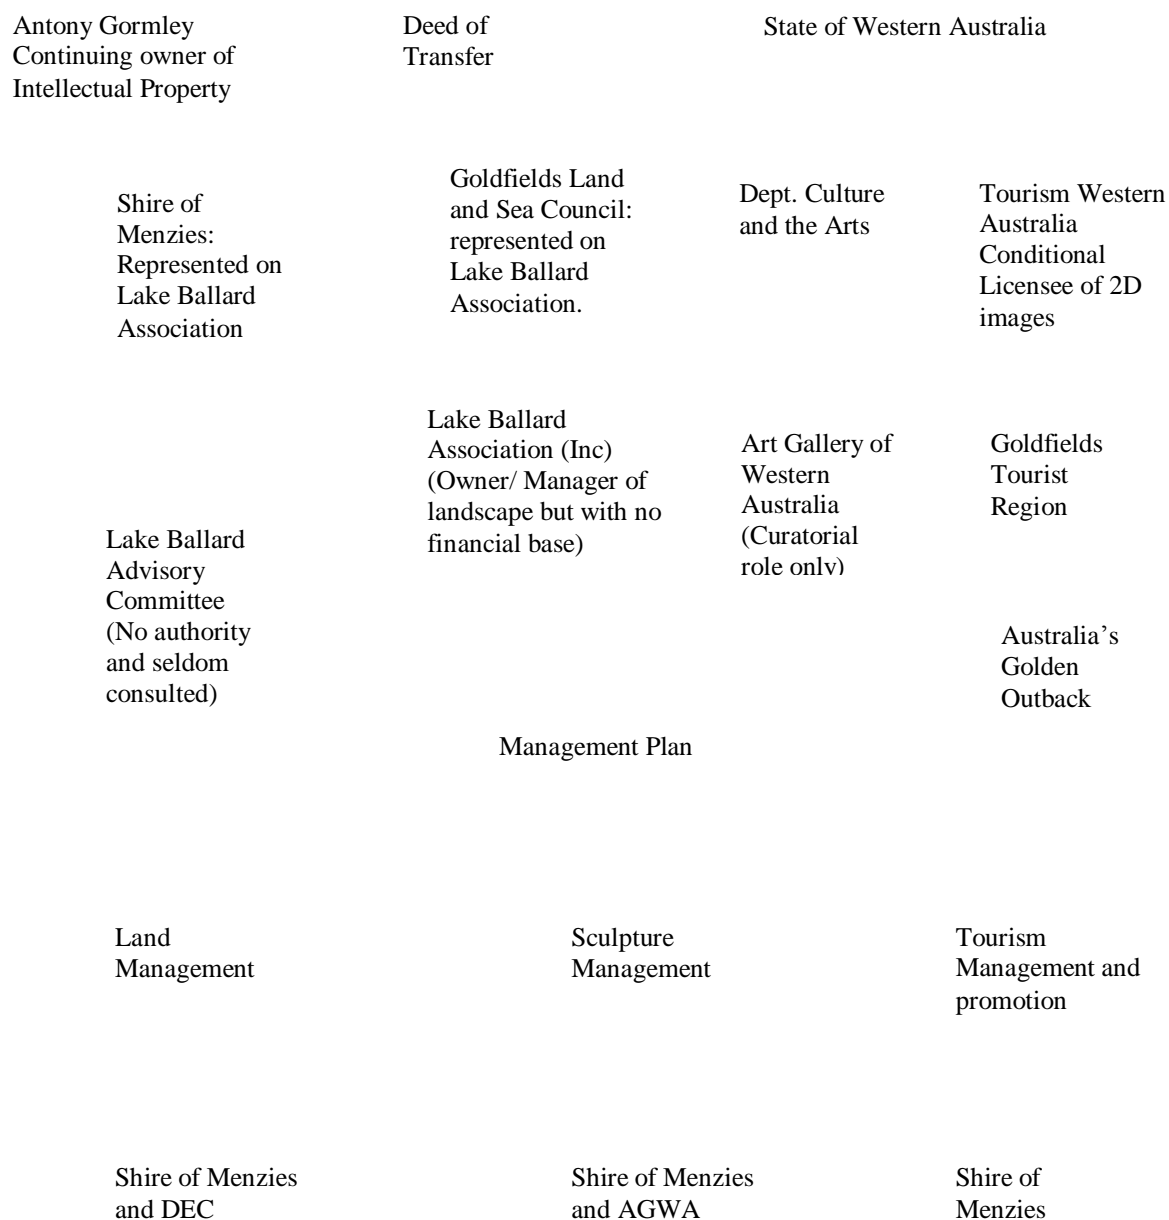 Antony Gormley
Continuing owner of
Intellectual Property
Deed of
Transfer
State of Western Australia
Shire of
Menzies:
Represented on
Lake Ballard
Association
Goldfields Land
and Sea Council:
represented on
Lake Ballard
Association.
Dept. Culture
and the Arts
Tourism Western
Australia
Conditional
Licensee of 2D
images
Lake Ballard
Advisory
Committee
(No authority
and seldom
consulted)
Lake Ballard
Association (Inc)
(Owner/ Manager of
landscape but with no
financial base)
Art Gallery of
Western
Australia
(Curatorial
role only)
Goldfields
Tourist
Region
Australia’s
Golden
Outback
Management Plan
Land
Management
Sculpture
Management
Tourism
Management and
promotion
Shire of Menzies
and DEC
Shire of Menzies
and AGWA
Shire of
Menzies